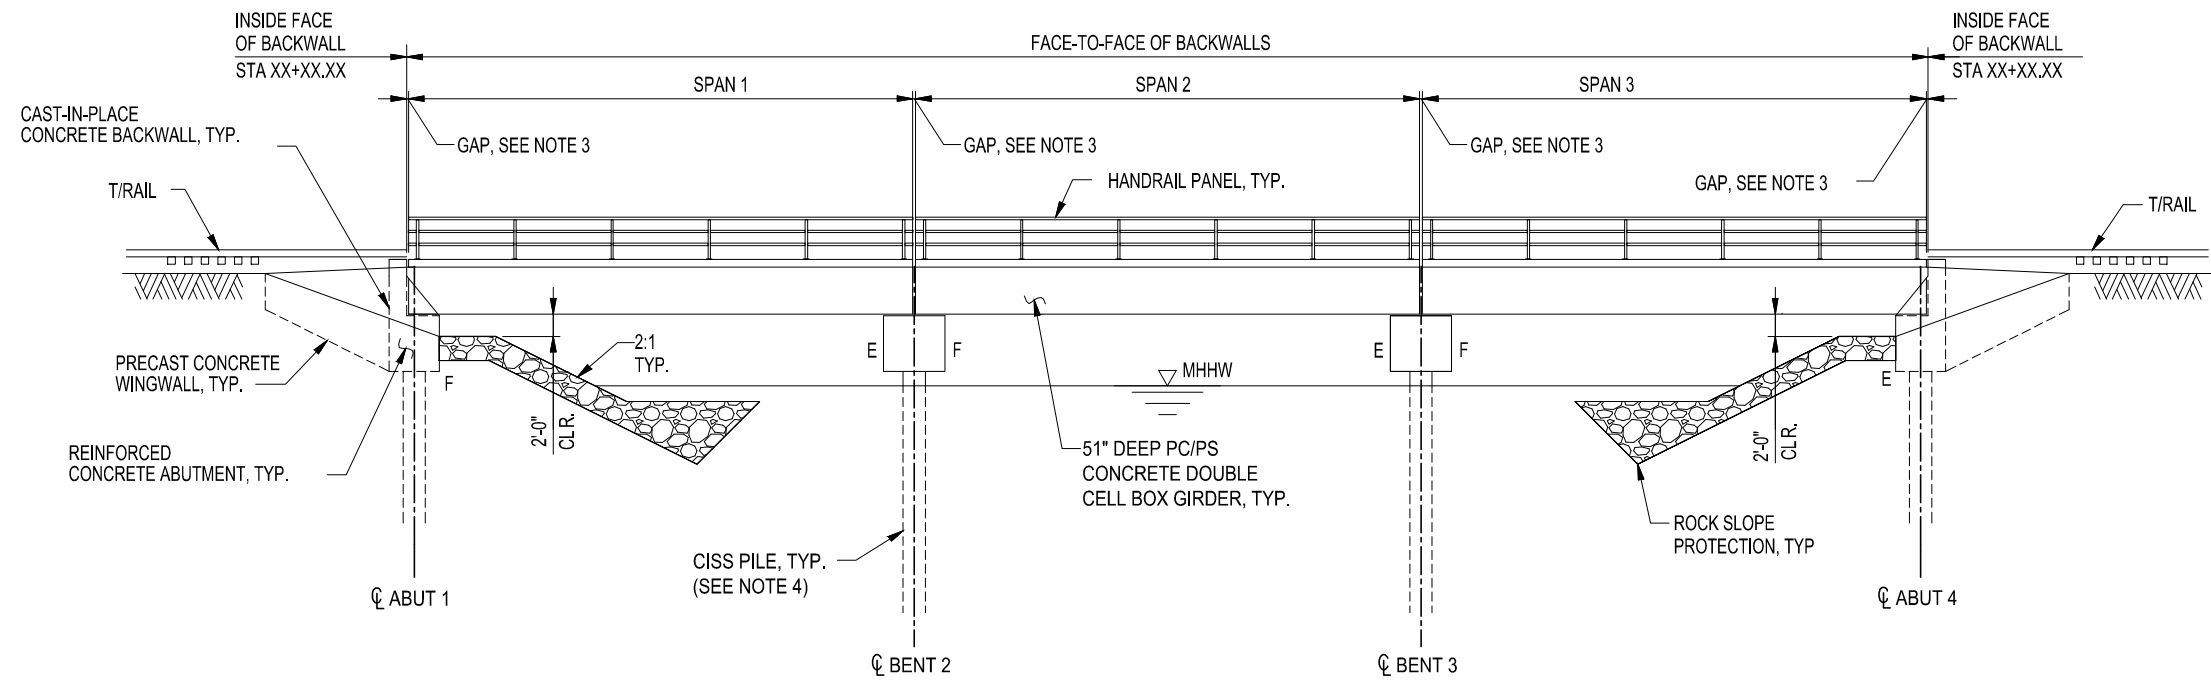 INSIDE FACE
OF BACKWALL
STA XX+XX.XX
FACE-TO-FACE OF BACKWALLS
INSIDE FACE
OF BACKWALL
STA XX+XX.XX
SPAN 1
SPAN 2
SPAN 3
CAST-IN-PLACE
CONCRETE BACKWALL, TYP.
GAP, SEE NOTE 3
GAP, SEE NOTE 3
GAP, SEE NOTE 3
GAP, SEE NOTE 3
T/RAIL
HANDRAIL PANEL, TYP.
T/RAIL
2:1
TYP.
E
F
E
F
PRECAST CONCRETE
WINGWALL, TYP.
F
MHHW
E
2'-0"
CLR.
2'-0"
CLR.
REINFORCED
CONCRETE ABUTMENT, TYP.
51" DEEP PC/PS
CONCRETE DOUBLE
CELL BOX GIRDER, TYP.
ROCK SLOPE
PROTECTION, TYP
CISS PILE, TYP.
(SEE NOTE 4)
℄ ABUT 1
℄ ABUT 4
℄ BENT 2
℄ BENT 3